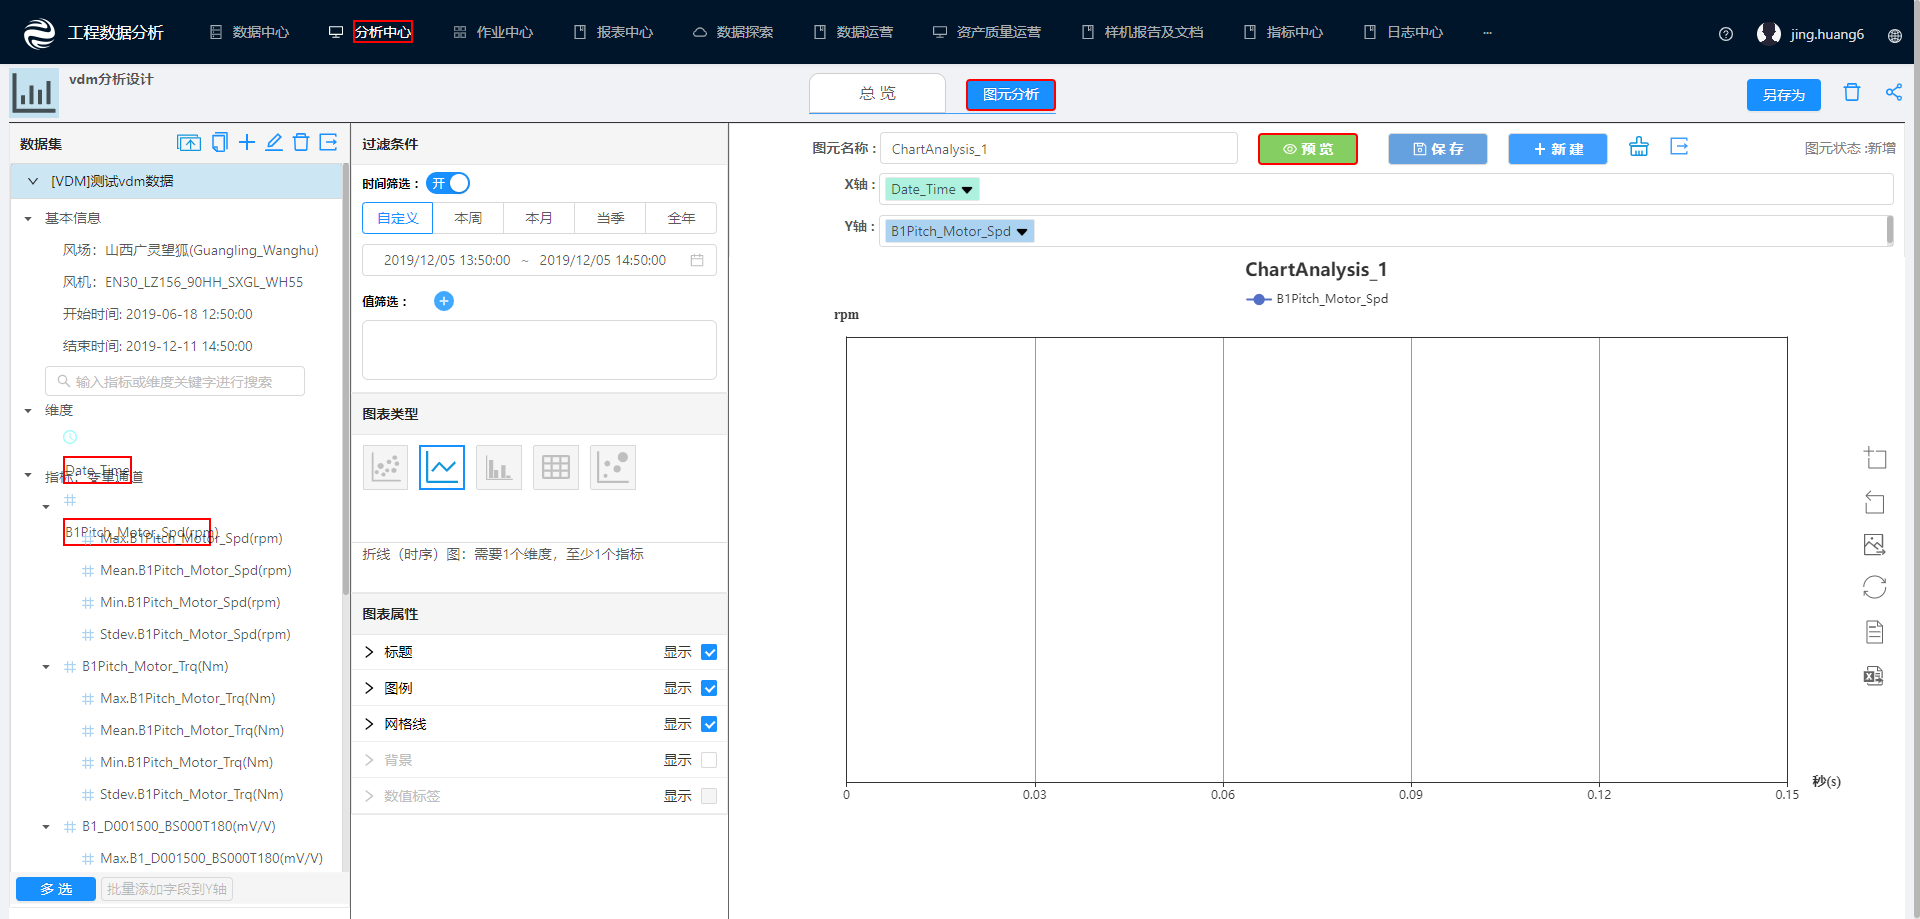 工程数据分析
数据中心
分析中心
作业中心
报表中心
数据探索
数据运营
资产质量运营
样机报告及文档
指标中心
日志中心
...
jing.huang6
vdm分析设计
总 览
图元分析
另存为
数据集
[VDM]测试vdm数据
基本信息
风场：山西广灵望狐(Guangling_Wanghu)
风机：EN30_LZ156_90HH_SXGL_WH55
开始时间: 2019-06-18 12:50:00
结束时间: 2019-12-11 14:50:00
输入指标或维度关键字进行搜索
维度
Date_Time
指标：变量通道
B1Pitch_Motor_Spd(rpm)
Max.B1Pitch_Motor_Spd(rpm)
Mean.B1Pitch_Motor_Spd(rpm)
Min.B1Pitch_Motor_Spd(rpm)
Stdev.B1Pitch_Motor_Spd(rpm)
B1Pitch_Motor_Trq(Nm)
Max.B1Pitch_Motor_Trq(Nm)
Mean.B1Pitch_Motor_Trq(Nm)
Min.B1Pitch_Motor_Trq(Nm)
Stdev.B1Pitch_Motor_Trq(Nm)
B1_D001500_BS000T180(mV/V)
Max.B1_D001500_BS000T180(mV/V)
多 选
批量添加字段到Y轴
过滤条件
时间筛选：
开
自定义
本周
本月
当季
全年
2019/12/05 13:50:00 ~ 2019/12/05 14:50:00
值筛选：
图表类型
折线（时序）图：需要1个维度，至少1个指标
图表属性
标题 显示
图例 显示
网格线 显示
背景 显示
数值标签 显示
图元名称：
ChartAnalysis_1
预 览
保 存
新 建
图元状态 :新增
X轴：
Date_Time
Y轴：
B1Pitch_Motor_Spd
ChartAnalysis_1
B1Pitch_Motor_Spd
rpm
秒(s)
0
0.03
0.06
0.09
0.12
0.15